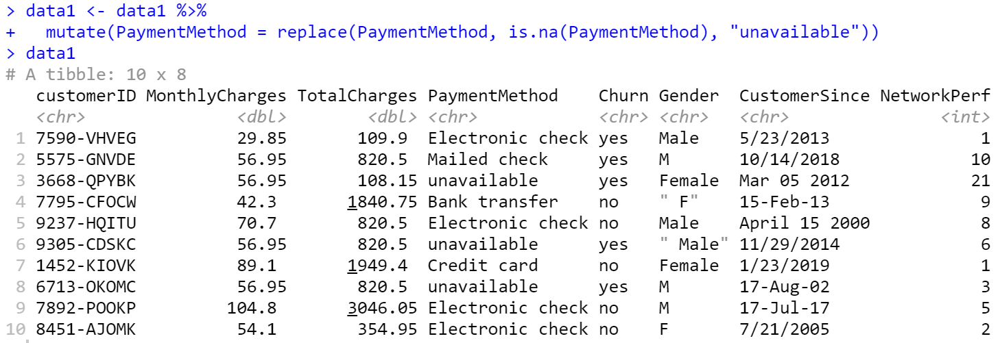 > data1 <- data1 %>%
+   mutate(PaymentMethod = replace(PaymentMethod, is.na(PaymentMethod), "unavailable"))
> data1
# A tibble: 10 x 8
   customerID MonthlyCharges TotalCharges PaymentMethod    Churn Gender  CustomerSince NetworkPerf
   <chr>               <dbl>        <dbl> <chr>            <chr> <chr>   <chr>               <int>
 1 7590-VHVEG          29.85       109.9  Electronic check yes   Male    5/23/2013               1
 2 5575-GNVDE          56.95       820.5  Mailed check     yes   M       10/14/2018             10
 3 3668-QPYBK          56.95       108.15 unavailable      yes   Female  Mar 05 2012            21
 4 7795-CFOCW          42.3       1840.75 Bank transfer    no    " F"    15-Feb-13               9
 5 9237-HQITU          70.7        820.5  Electronic check no    Male    April 15 2000           8
 6 9305-CDSKC          56.95       820.5  unavailable      yes   " Male" 11/29/2014              6
 7 1452-KIOVK          89.1       1949.4  Credit card      no    Female  1/23/2019               1
 8 6713-OKOMC          56.95       820.5  unavailable      yes   M       17-Aug-02               3
 9 7892-POOKP         104.8       3046.05 Electronic check no    M       17-Jul-17               5
10 8451-AJOMK          54.1        354.95 Electronic check no    F       7/21/2005               2